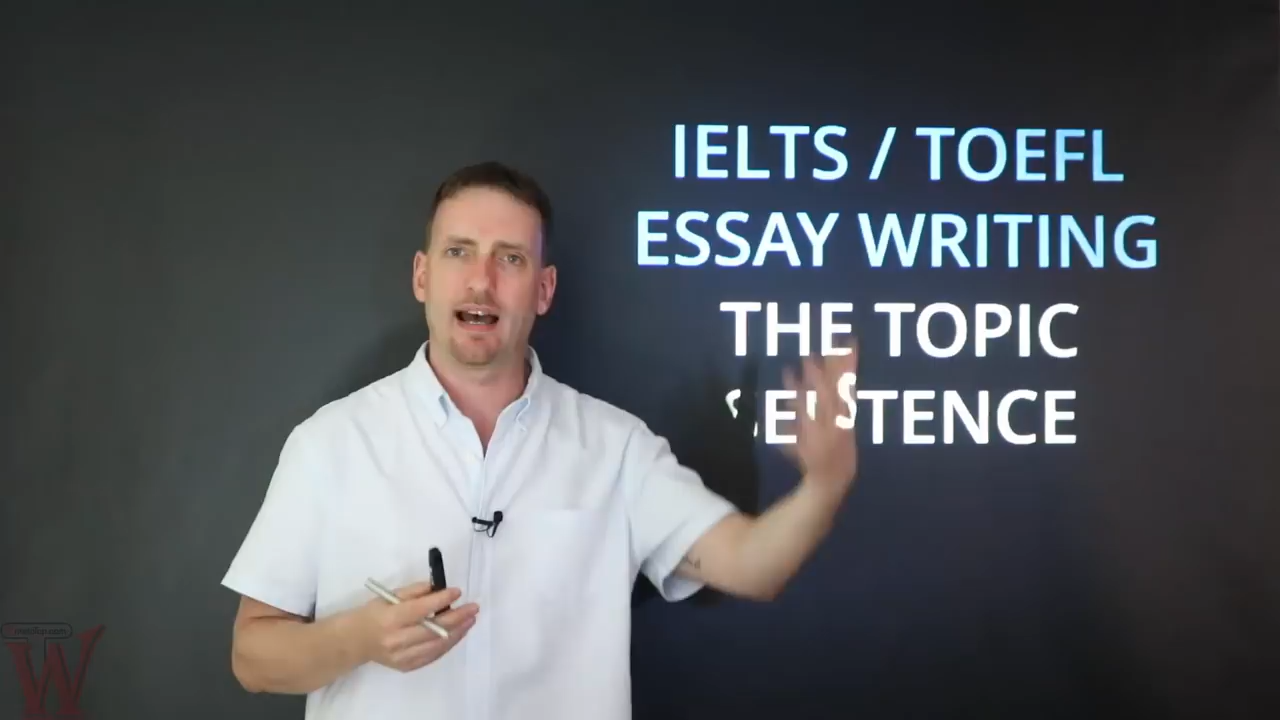 IELTS / TOEFL
ESSAY WRITING
THE TOPIC
SENTENCE
W